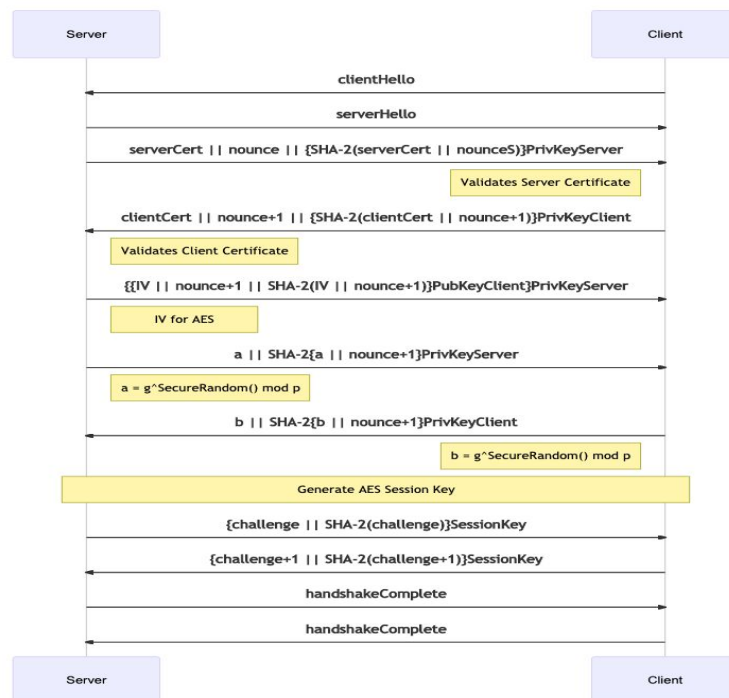 Server Client
clientHello
serverHello
serverCert || nounce || {SHA-2(serverCert || nounceS)}PrivKeyServer
Validates Server Certificate
clientCert || nounce+1 || {SHA-2(clientCert || nounce+1)}PrivKeyClient
Validates Client Certificate
{{IV || nounce+1 || SHA-2(IV || nounce+1)}PubKeyClient}PrivKeyServer
IV for AES
a || SHA-2{a || nounce+1}PrivKeyServer
a = g^SecureRandom() mod p
b || SHA-2{b || nounce+1}PrivKeyClient
b = g^SecureRandom() mod p
Generate AES Session Key
{challenge || SHA-2(challenge)}SessionKey
{challenge+1 || SHA-2(challenge+1)}SessionKey
handshakeComplete
handshakeComplete
Server Client